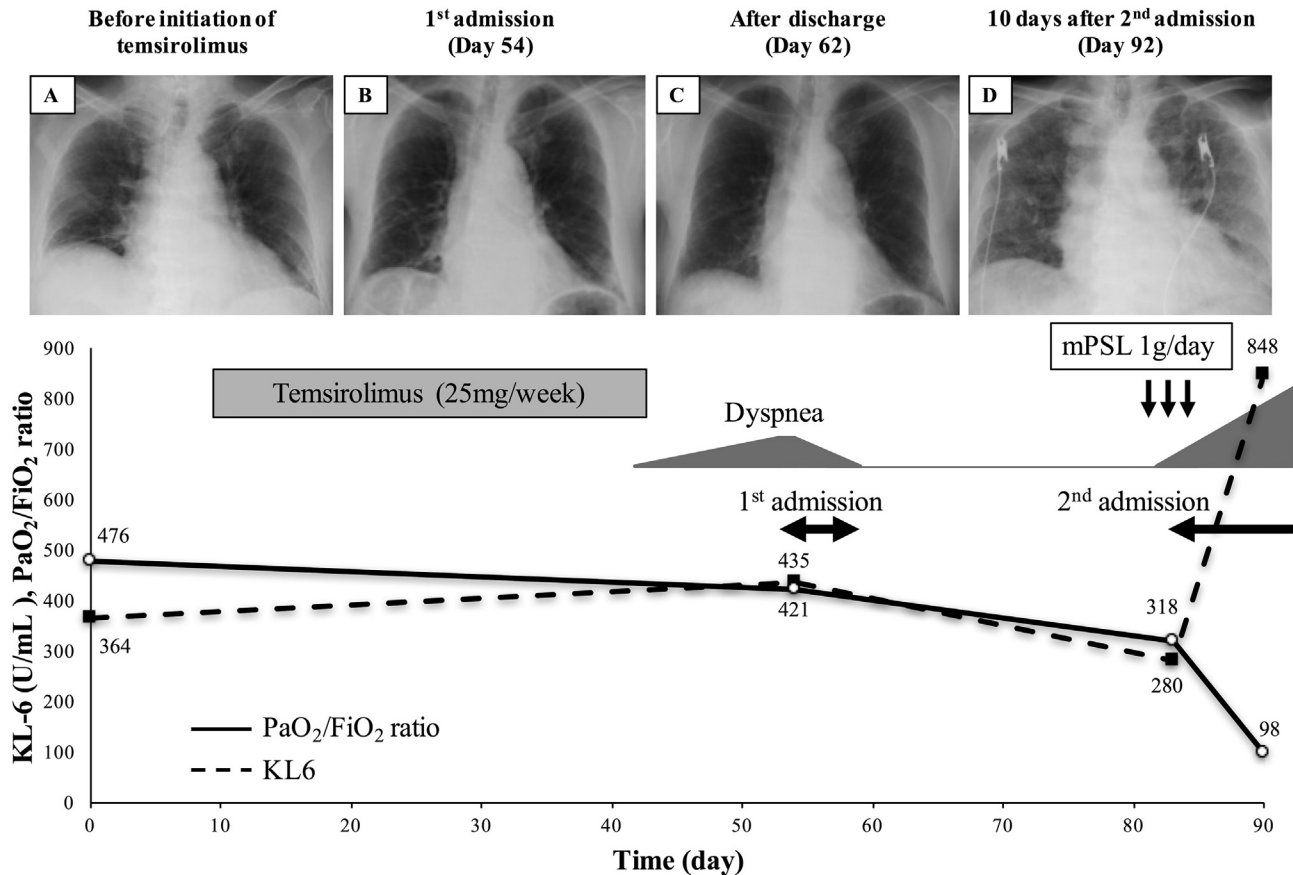 Before initiation of
temsirolimus
1st admission
(Day 54)
After discharge
(Day 62)
10 days after 2nd admission
(Day 92)
A
B
C
D
KL-6 (U/mL), PaO2/FiO2 ratio
900
800
700
600
500
400
300
200
100
0
mPSL 1g/day
848
Temsirolimus (25mg/week)
Dyspnea
1st admission
2nd admission
476
364
435
421
318
280
98
PaO2/FiO2 ratio
KL6
0
10
20
30
40
50
60
70
80
90
Time (day)